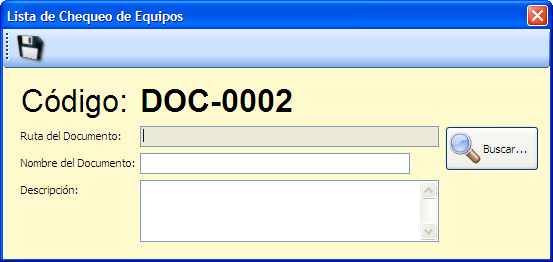 Lista de Chequeo de Equipos
Código: DOC-0002
Ruta del Documento:
Buscar...
Nombre del Documento:
Descripción: